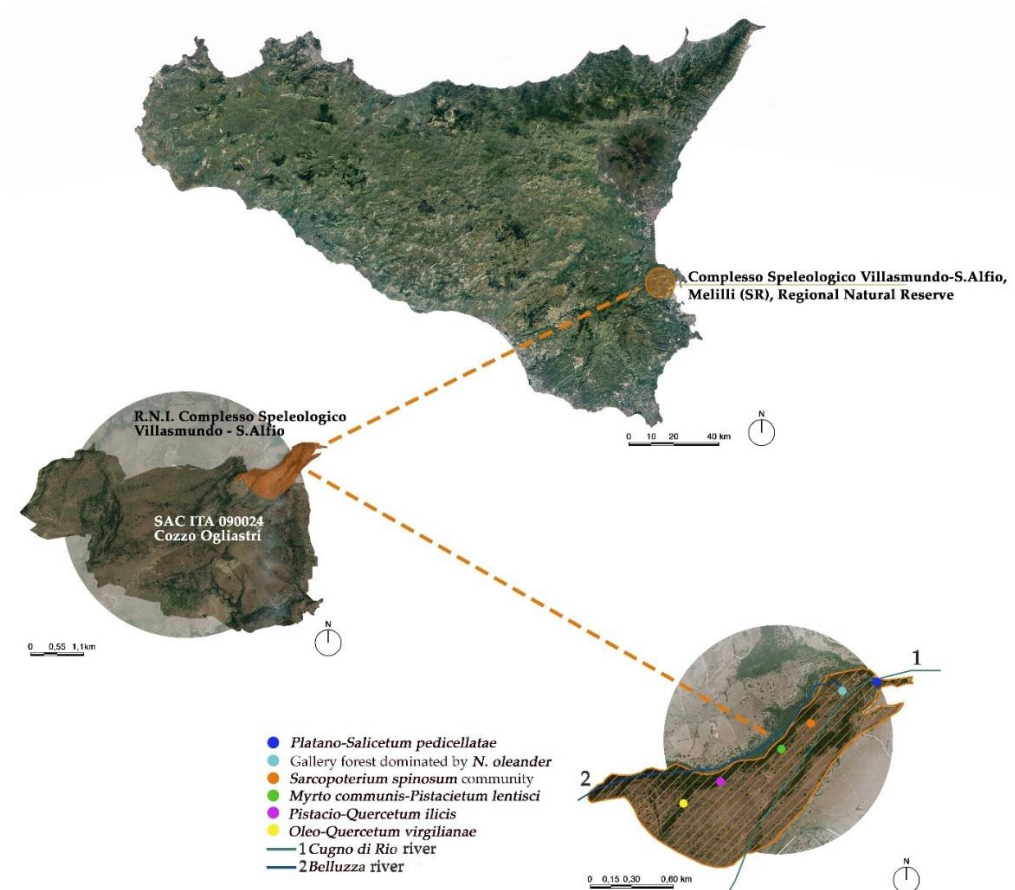 Complesso Speleologico Villasmundo-S.Alfio,
Melilli (SR), Regional Natural Reserve
N
0 10 20 40 km
R.N.I. Complesso Speleologico
Villasmundo - S.Alfio
SAC ITA 090024
Cozzo Ogliastri
N
0 0,55 1,1km
1
2
Platano-Salicetum pedicellatae
Gallery forest dominated by N. oleander
Sarcopoterium spinosum community
Myrto communis-Pistacietum lentisci
Pistacio-Quercetum ilicis
Oleo-Quercetum virgilianae
1 Cugno di Rio river
2 Belluzza river
N
0 0,15 0,30 0,60 km